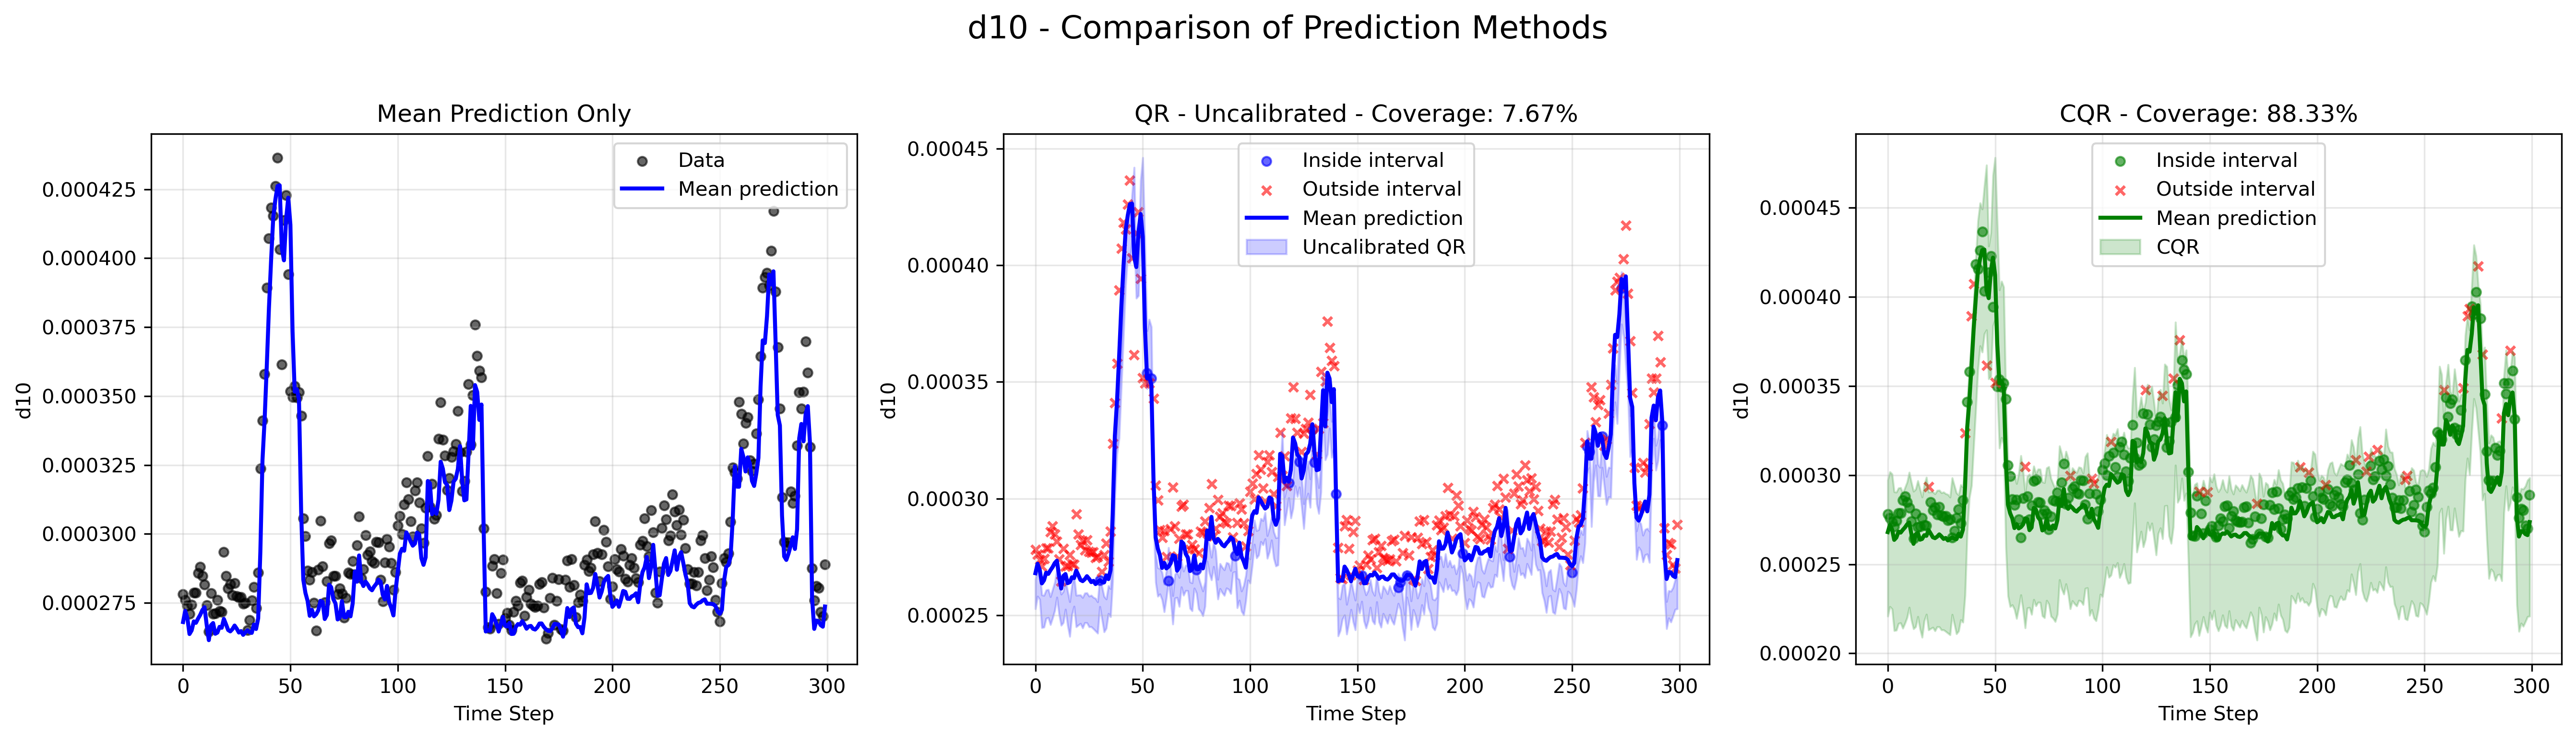 d10 - Comparison of Prediction Methods
Mean Prediction Only
Data
Mean prediction
0.000425
0.000400
0.000375
0.000350
0.000325
0.000300
0.000275
d10
0
50
100
150
200
250
300
Time Step
QR - Uncalibrated - Coverage: 7.67%
Inside interval
Outside interval
Mean prediction
Uncalibrated QR
0.00045
0.00040
0.00035
0.00030
0.00025
d10
0
50
100
150
200
250
300
Time Step
CQR - Coverage: 88.33%
Inside interval
Outside interval
Mean prediction
CQR
0.00045
0.00040
0.00035
0.00030
0.00025
0.00020
d10
0
50
100
150
200
250
300
Time Step